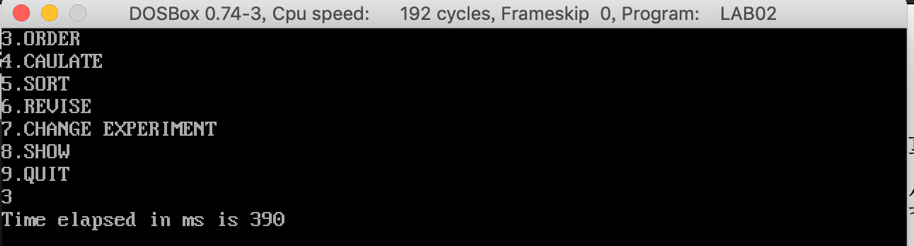 DOSBox 0.74-3, Cpu speed: 192 cycles, Frameskip 0, Program: LAB02
3.ORDER
4.CAULATE
5.SORT
6.REVISE
7.CHANGE EXPERIMENT
8.SHOW
9.QUIT
3
Time elapsed in ms is 390